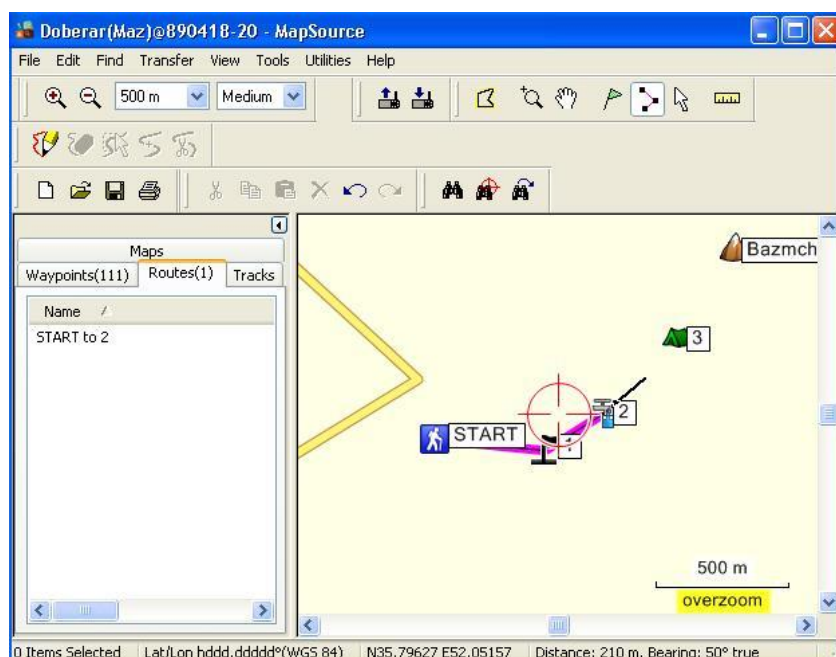 Doberar(Maz)@890418-20 - MapSource
File Edit Find Transfer View Tools Utilities Help
500 m Medium
Maps
Waypoints(111) Routes(1) Tracks
Name
START to 2
Bazmch
3
2
START
1
500 m
overzoom
0 Items Selected Lat/Lon hddd.ddddd°(WGS 84) N35.79627 E52.05157 Distance: 210 m, Bearing: 50° true